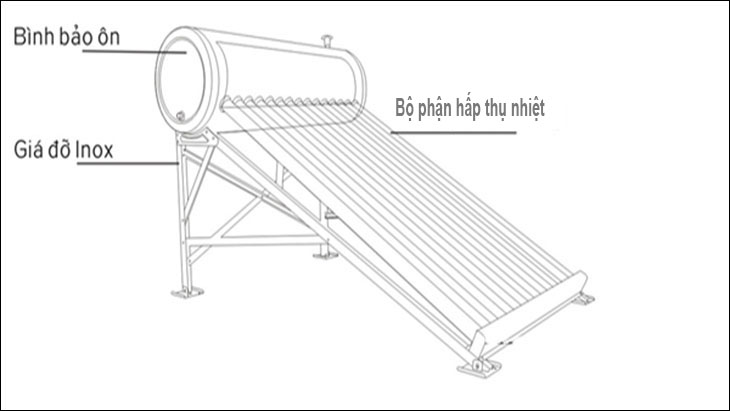 Bình bảo ôn
Bộ phận hấp thụ nhiệt
Giá đỡ Inox